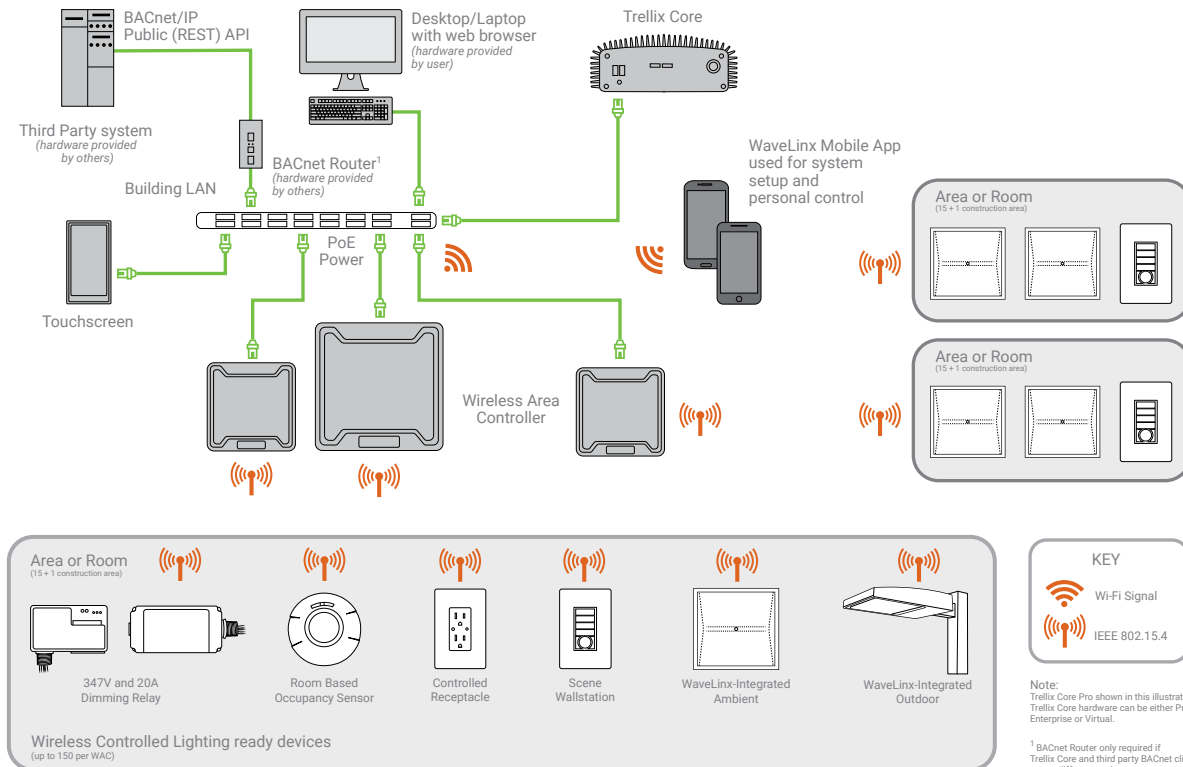 BACnet/IP
Public (REST) API
Desktop/Laptop
with web browser
(hardware provided
by user)
Trellix Core
Third Party system
(hardware provided
by others)
BACnet Router1
(hardware provided
by others)
Building LAN
WaveLinx Mobile App
used for system
setup and
personal control
PoE
Power
Touchscreen
Wireless Area
Controller
Area or Room
(15 + 1 construction area)
Area or Room
(15 + 1 construction area)
Area or Room
(15 + 1 construction area)
347V and 20A
Dimming Relay
Room Based
Occupancy Sensor
Controlled
Receptacle
Scene
Wallstation
WaveLinx-Integrated
Ambient
WaveLinx-Integrated
Outdoor
Wireless Controlled Lighting ready devices
(up to 150 per WAC)
KEY
Wi-Fi Signal
IEEE 802.15.4
Note:
Trellix Core Pro shown in this
Trellix Core hardware can be either
Enterprise or Virtual.
1 BACnet Router only required if
Trellix Core and third party BACnet